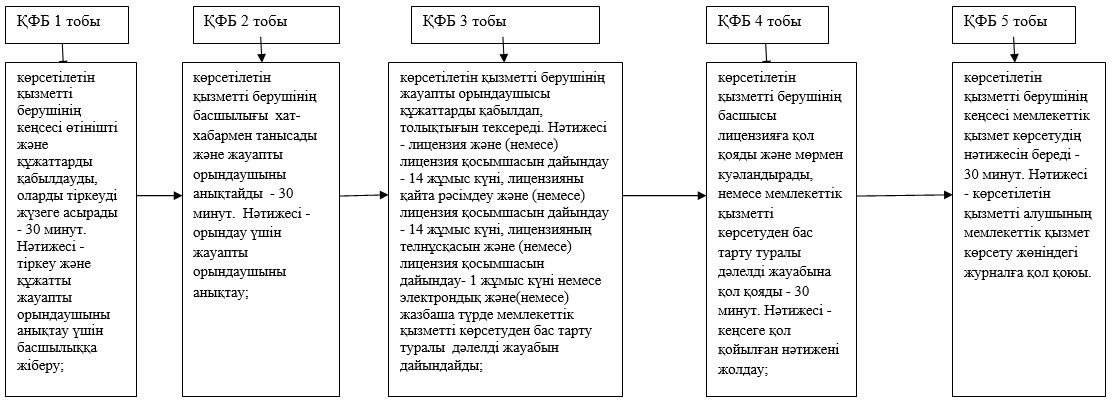 ҚФБ 1 тобы
көрсетілетін
қызметті
берушінің
кеңсесі өтінішті
және
құжаттарды
қабылдауды,
оларды тіркеуді
жүзеге асырады
- 30 минут.
Нәтижесі -
тіркеу және
құжатты
жауапты
орындаушыны
анықтау үшін
басшылыққа
жіберу;
ҚФБ 2 тобы
көрсетілетін
қызметті берушінің
басшылығы хат-
хабармен танысады
және жауапты
орындаушыны
анықтайды - 30
минут. Нәтижесі -
орындау үшін
жауапты
орындаушыны
анықтау;
ҚФБ 3 тобы
көрсетілетін қызметті берушінің
жауапты орындаушысы
құжаттарды қабылдап,
толықтығын тексереді. Нәтижесі
- лицензия және (немесе)
лицензия қосымшасын дайындау
- 14 жұмыс күні, лицензияны
қайта рәсімдеу және (немесе)
лицензия қосымшасын дайындау
- 14 жұмыс күні, лицензияның
телнұсқасын және (немесе)
лицензия қосымшасын
дайындау- 1 жұмыс күні немесе
электрондық және(немесе)
жазбаша түрде мемлекеттік
қызметті көрсетуден бас тарту
туралы дәлелді жауабын
дайындайды;
ҚФБ 4 тобы
көрсетілетін
қызметті берушінің
басшысы
лицензияға қол
қояды және мөрмен
куәландырады,
немесе мемлекеттік
қызметті
көрсетуден бас
тарту туралы
дәлелді жауабына
қол қояды - 30
минут. Нәтижесі -
кеңсеге қол
қойылған нәтижені
жолдау;
ҚФБ 5 тобы
көрсетілетін
қызметті берушінің
кеңсесі мемлекеттік
қызмет көрсетудің
нәтижесін береді -
30 минут. Нәтижесі
- көрсетілетін
қызметті алушының
мемлекеттік қызмет
көрсету жөніндегі
журналға қол қоюы.